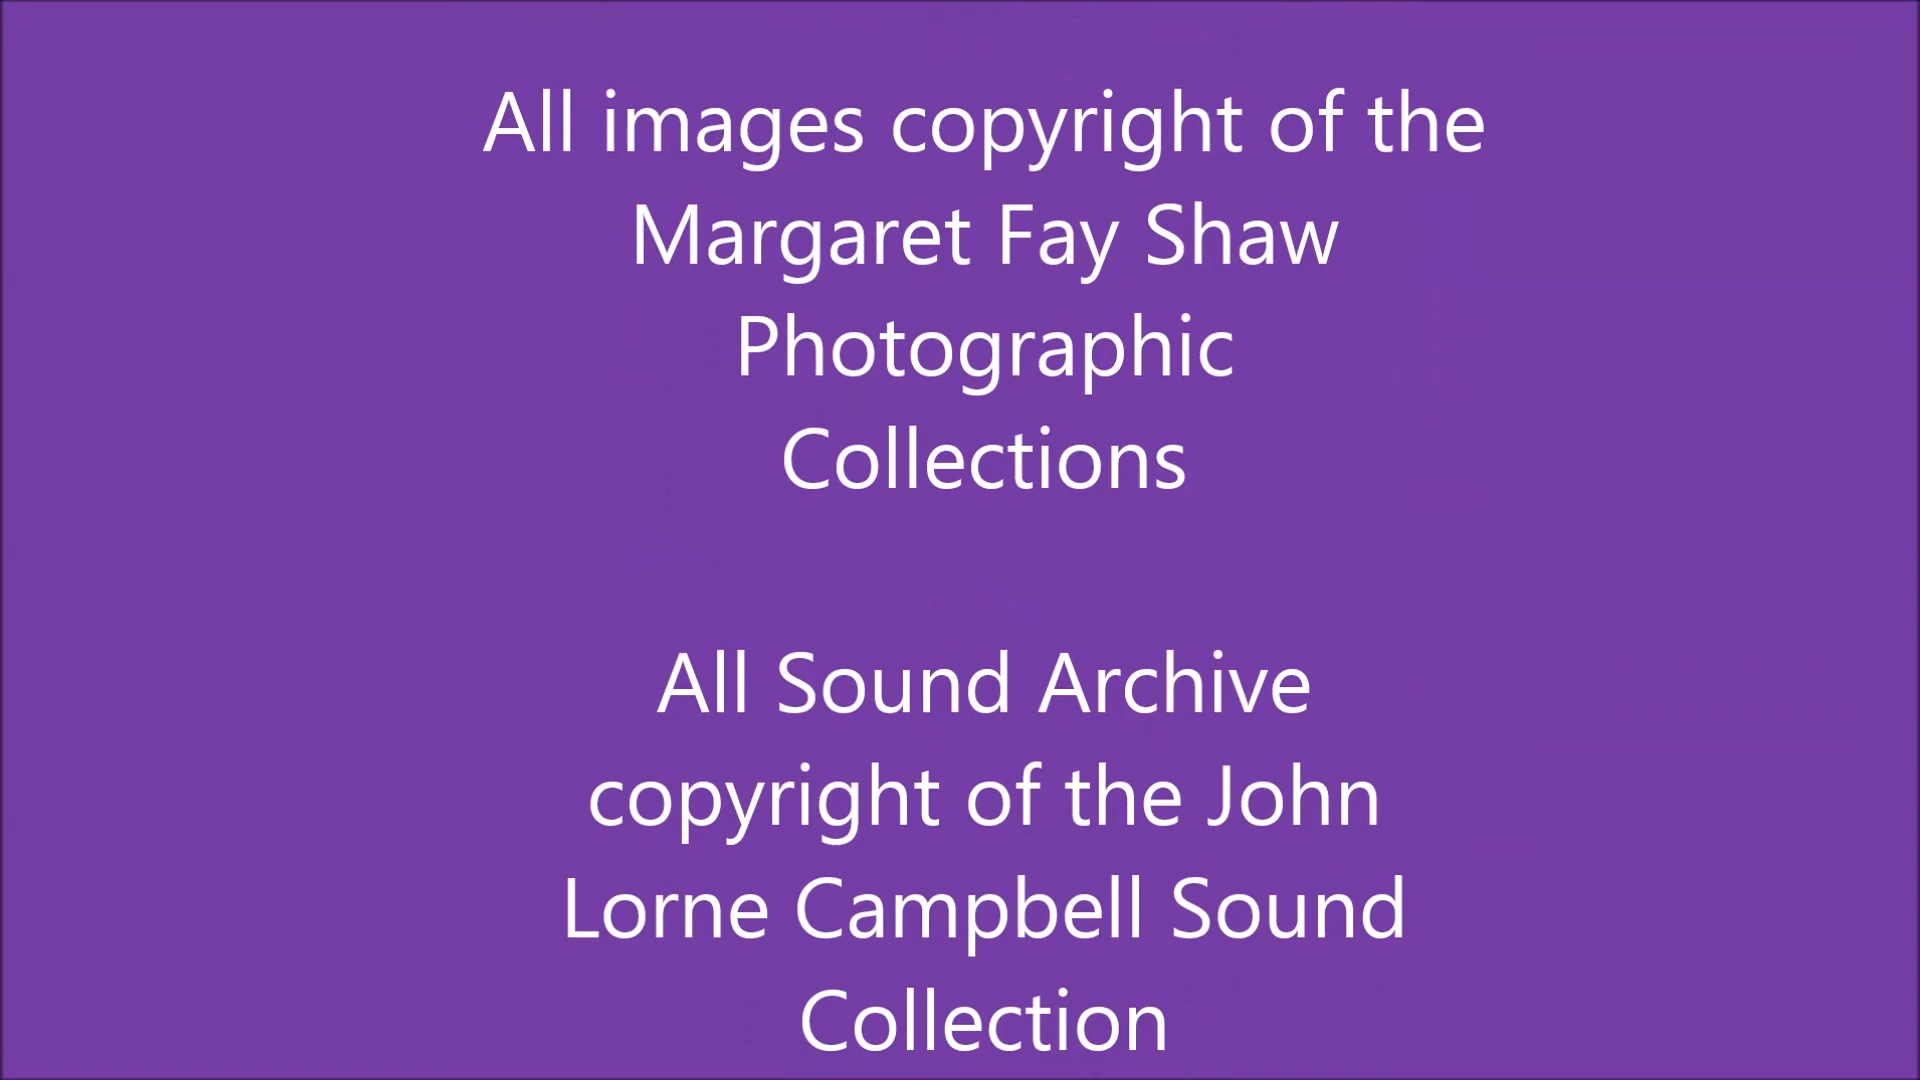 All images copyright of the
Margaret Fay Shaw
Photographic
Collections
All Sound Archive
copyright of the John
Lorne Campbell Sound
Collection